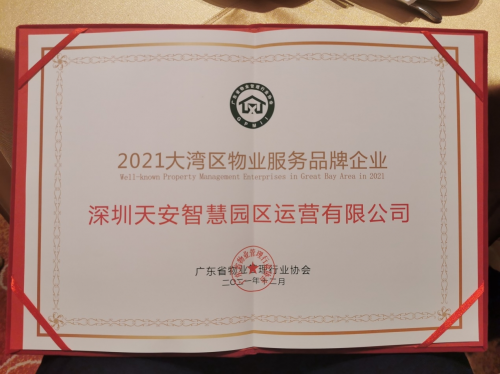 2021大湾区物业服务品牌企业
Well-known Property Management Enterprises in Great Bay Area in 2021
深圳天安智慧园区运营有限公司
广东省物业管理行业协会
二〇二一年十二月